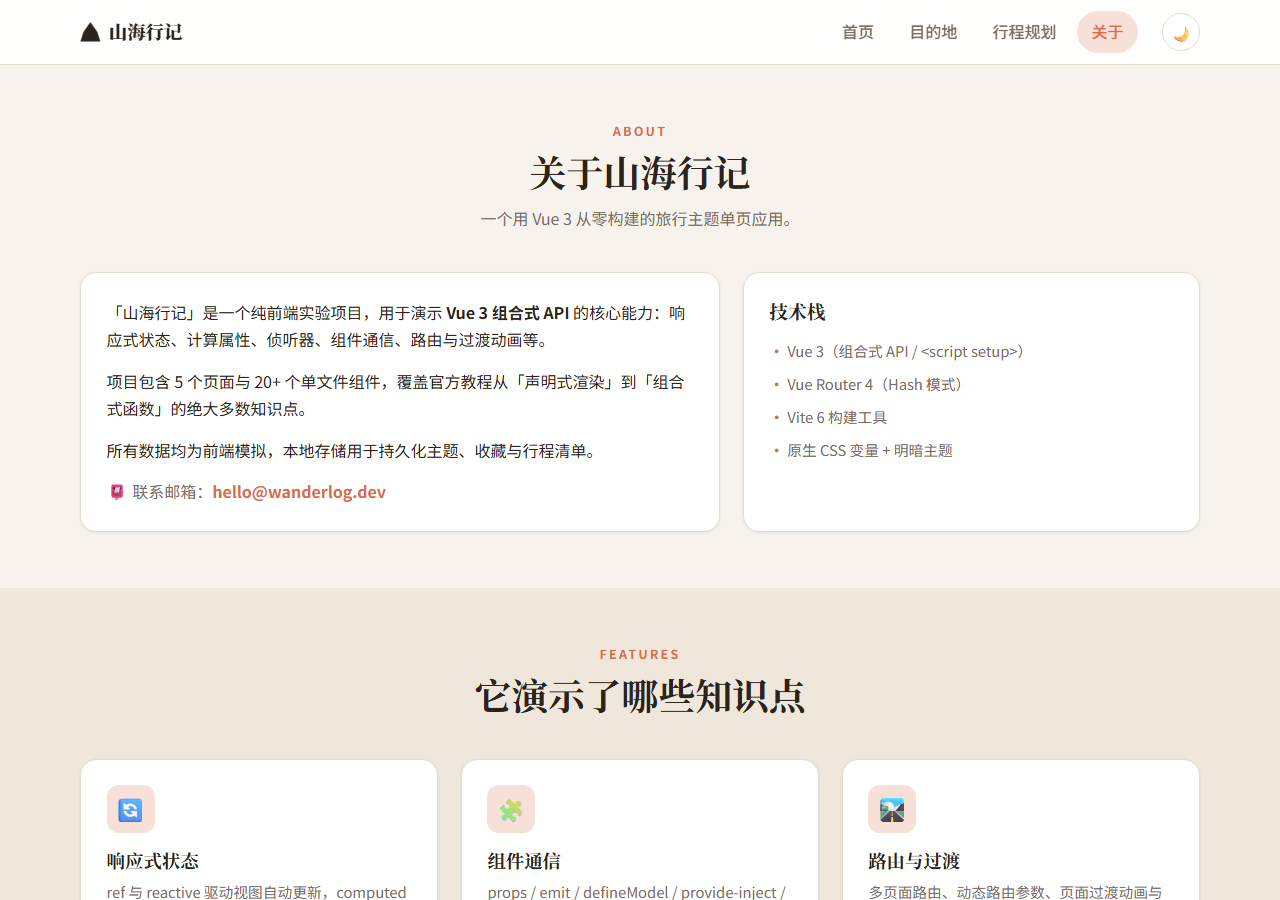 山海行记
首页
目的地
行程规划
关于
ABOUT
关于山海行记
一个用 Vue 3 从零构建的旅行主题单页应用。
「山海行记」是一个纯前端实验项目，用于演示 Vue 3 组合式 API 的核心能力：响
应式状态、计算属性、侦听器、组件通信、路由与过渡动画等。
项目包含 5 个页面与 20+ 个单文件组件，覆盖官方教程从「声明式渲染」到「组合
式函数」的绝大多数知识点。
所有数据均为前端模拟，本地存储用于持久化主题、收藏与行程清单。
📮 联系邮箱：hello@wanderlog.dev
技术栈
• Vue 3（组合式 API / <script setup>）
• Vue Router 4（Hash 模式）
• Vite 6 构建工具
• 原生 CSS 变量 + 明暗主题
FEATURES
它演示了哪些知识点
响应式状态
ref 与 reactive 驱动视图自动更新，computed
组件通信
props / emit / defineModel / provide-inject /
路由与过渡
多页面路由、动态路由参数、页面过渡动画与